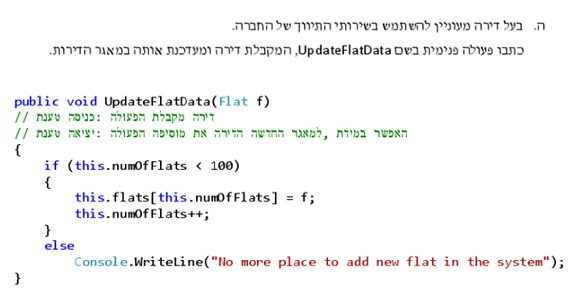 ה. בעל דירה מעוניין להשתמש בשירותי התיווך של החברה.
כתבו פעולה פנימית בשם UpdateFlatData, המקבלת דירה ומעדכנת אותה במאגר הדירות.
public void UpdateFlatData(Flat f)
// דירה מקבלת הפעולה :כניסה טענת
// האפשר במידת ,למאגר החדשה הדירה את מוסיפה הפעולה :יציאה טענת
{
if (this.numOfFlats < 100)
{
this.flats[this.numOfFlats] = f;
this.numOfFlats++;
}
else
Console.WriteLine("No more place to add new flat in the system");
}